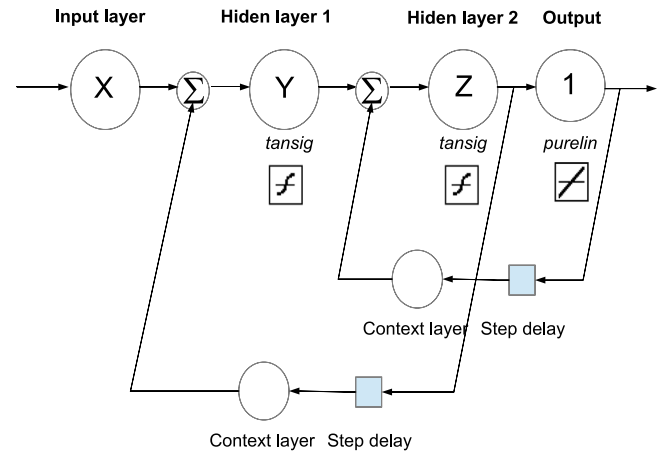 Input layer
Hiden layer 1
Hiden layer 2
Output
X
Σ
Y
Σ
Z
1
tansig
tansig
purelin
Context layer
Step delay
Context layer
Step delay